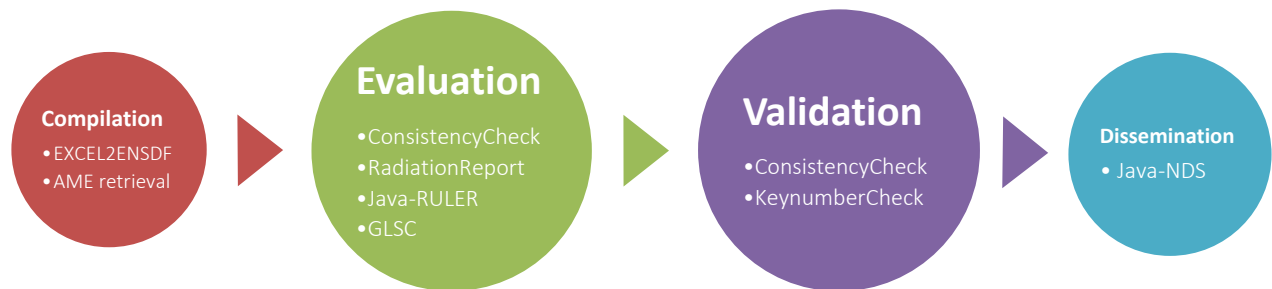 Compilation
•EXCEL2ENSDF
•AME retrieval
Evaluation
•ConsistencyCheck
•RadiationReport
•Java-RULER
•GLSC
Validation
•ConsistencyCheck
•KeynumberCheck
Dissemination
• Java-NDS